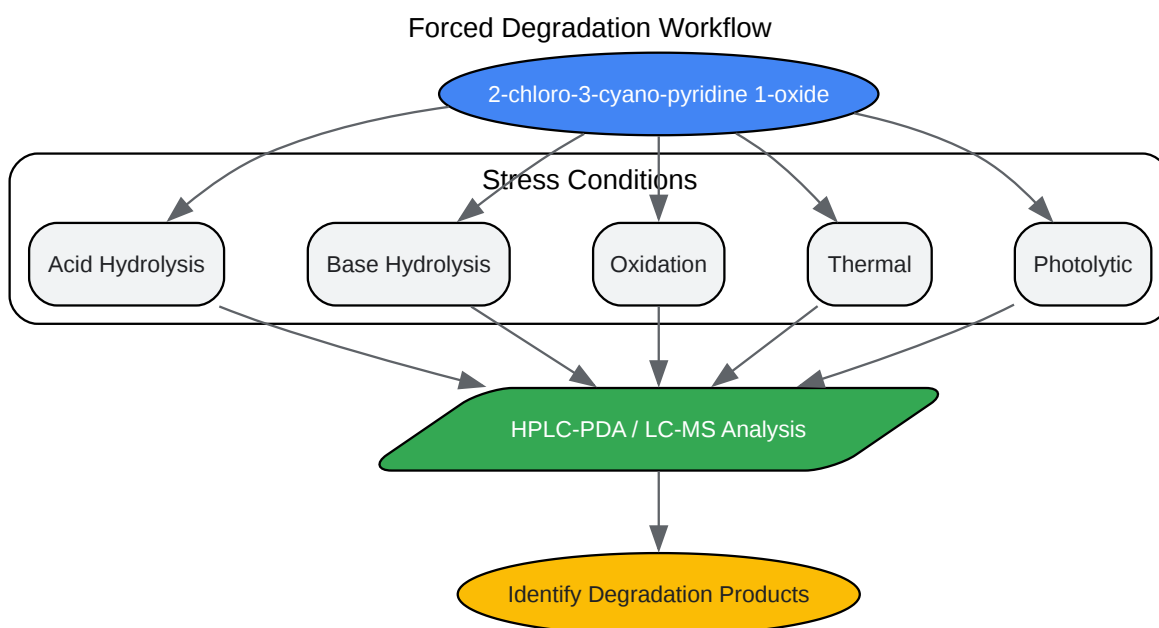 Forced Degradation Workflow
2-chloro-3-cyano-pyridine 1-oxide
Stress Conditions
Acid Hydrolysis
Base Hydrolysis
Oxidation
Thermal
Photolytic
HPLC-PDA / LC-MS Analysis
Identify Degradation Products